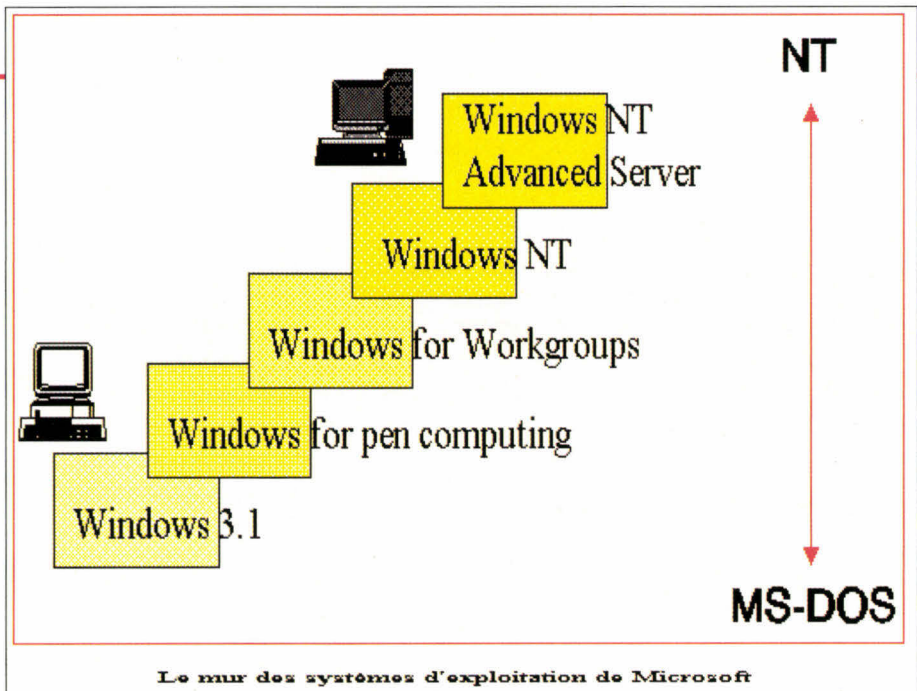 NT
Windows NT
Advanced Server
Windows NT
Windows for Workgroups
Windows for pen computing
Windows 3.1
MS-DOS
Le mur des systèmes d'exploitation de Microsoft